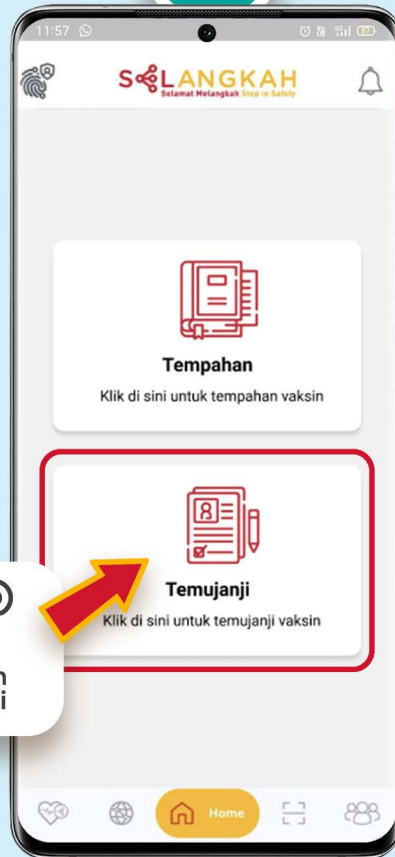 11:57
87
SELANGKAH
Selamat Melangkah Step in Safely
Tempahan
Klik di sini untuk tempahan vaksin
Temujanji
Klik di sini untuk temujanji vaksin
Home